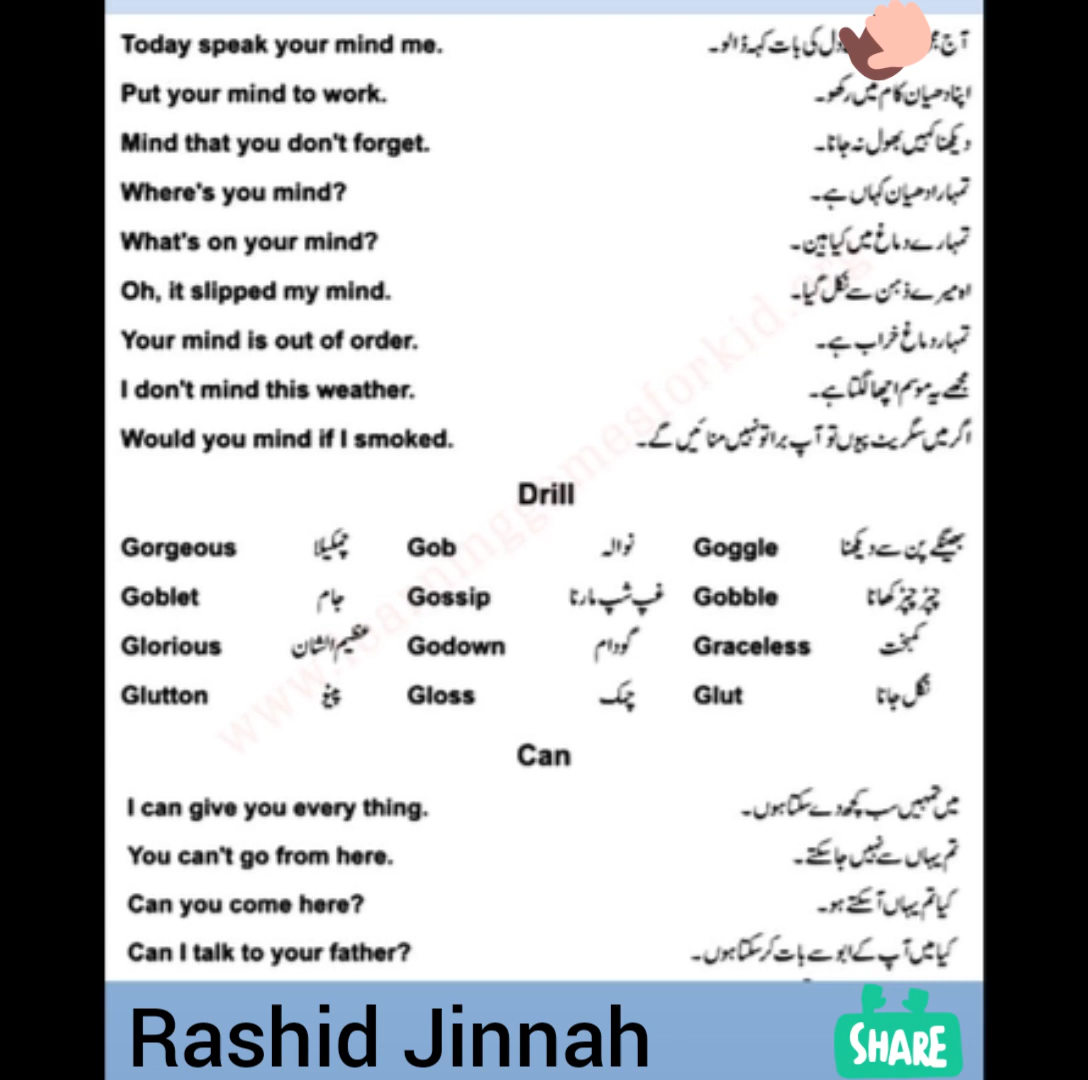 Today speak your mind me. آج دل کی بات کہہ ڈالو۔
Put your mind to work. اپنا دھیان کام میں رکھو۔
Mind that you don't forget. دیکھنا کہیں بھول نہ جانا۔
Where's you mind? تمہارا دھیان کہاں ہے۔
What's on your mind? تمہارے دماغ میں کیا ہین۔
Oh, it slipped my mind. اوہ میرے ذہن سے نکل گیا۔
Your mind is out of order. تمہار دماغ خراب ہے۔
I don't mind this weather. مجھے یہ موسم اچھا لگتا ہے۔
Would you mind if I smoked. اگر میں سگریٹ پیوں تو آپ برا تو نہیں منائیں گے۔
Drill
Gorgeous چمکیلا Gob نوالہ Goggle بھینگے پن سے دیکھنا
Goblet جام Gossip غپ شپ مارنا Gobble چپڑ چپڑ کھانا
Glorious عظیم الشان Godown گودام Graceless کمبخت
Glutton پیٹو Gloss چمک Glut نگل جانا
Can
I can give you every thing. میں تمہیں سب کچھ دے سکتا ہوں۔
You can't go from here. تم یہاں سے نہیں جا سکتے۔
Can you come here? کیا تم یہاں آ سکتے ہو۔
Can I talk to your father? کیا میں آپ کے ابو سے بات کر سکتا ہوں۔
Rashid Jinnah
SHARE